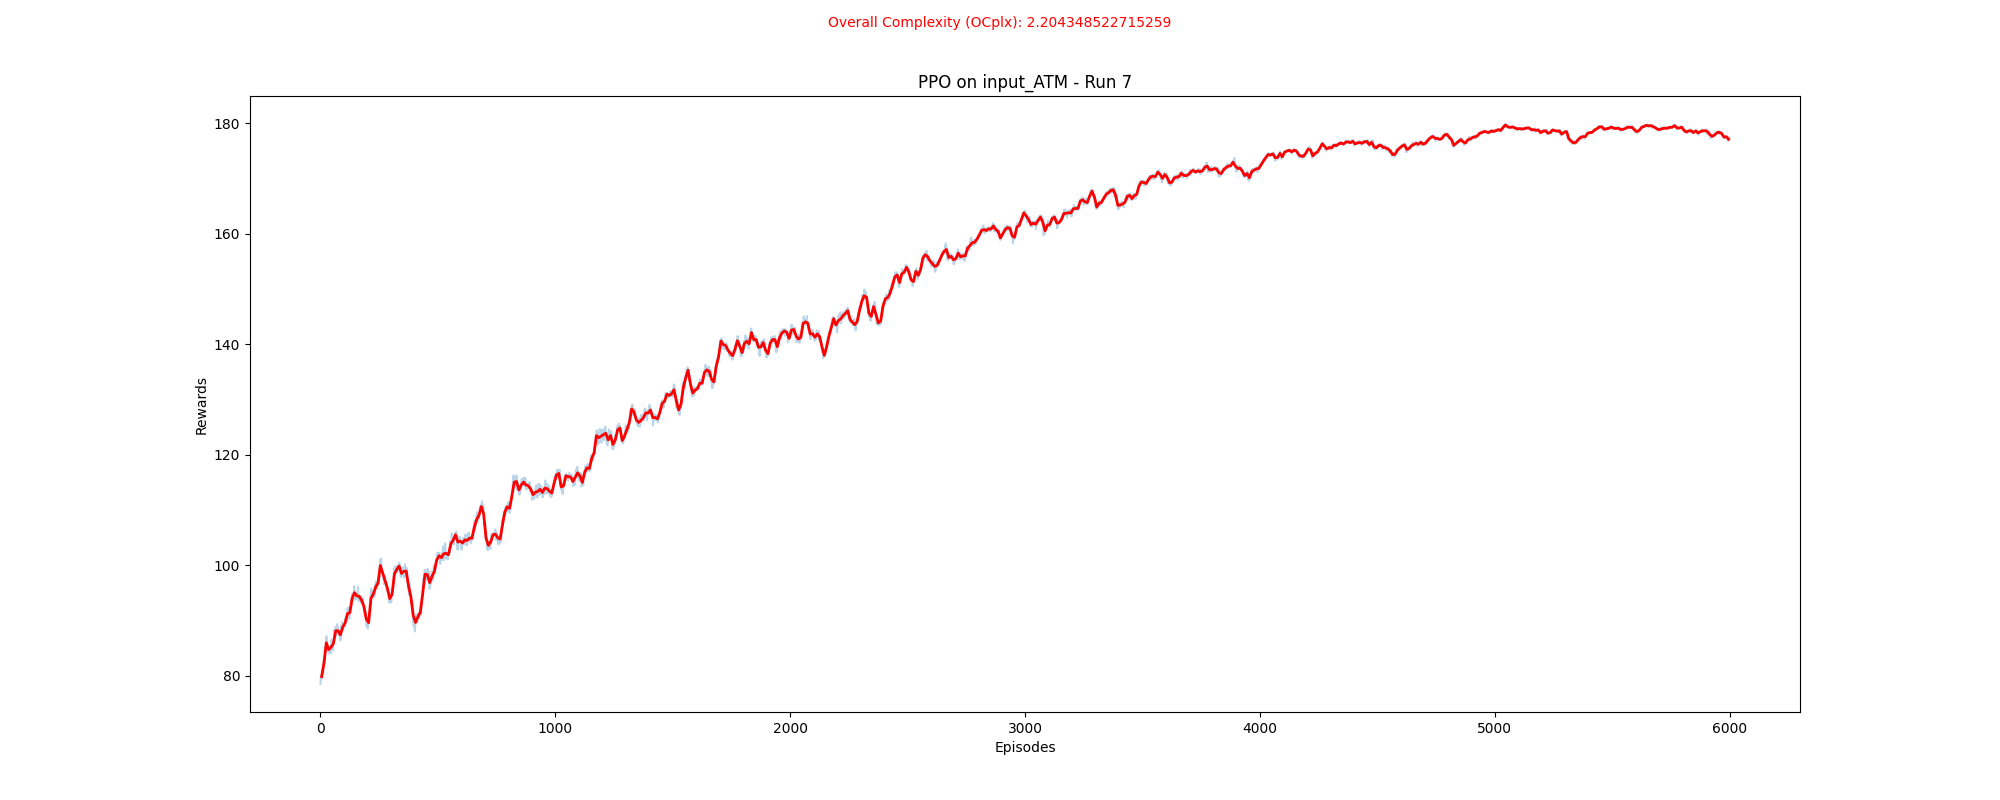 Overall Complexity (OCplx): 2.204348522715259
PPO on input_ATM - Run 7
180
160
140
120
100
80
Rewards
0 1000 2000 3000 4000 5000 6000
Episodes